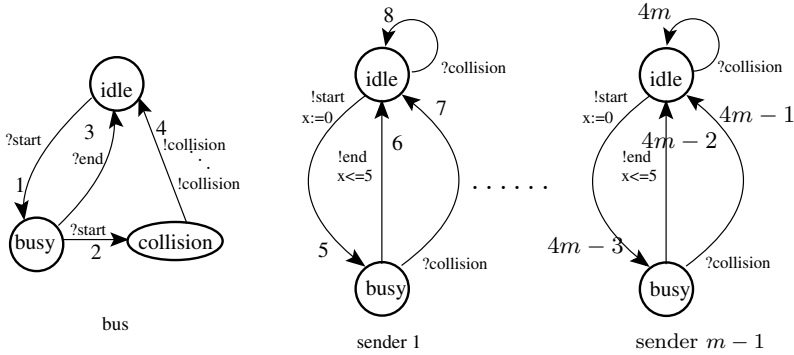 idle
?start
3
4
?end
!collision
!collision
1
busy
?start
2
collision
bus
8
idle
?collision
!start
x:=0
7
6
!end
x<=5
5
busy
?collision
sender 1
4m
idle
?collision
!start
x:=0
4m − 1
4m − 2
!end
x<=5
4m − 3
busy
?collision
sender m − 1